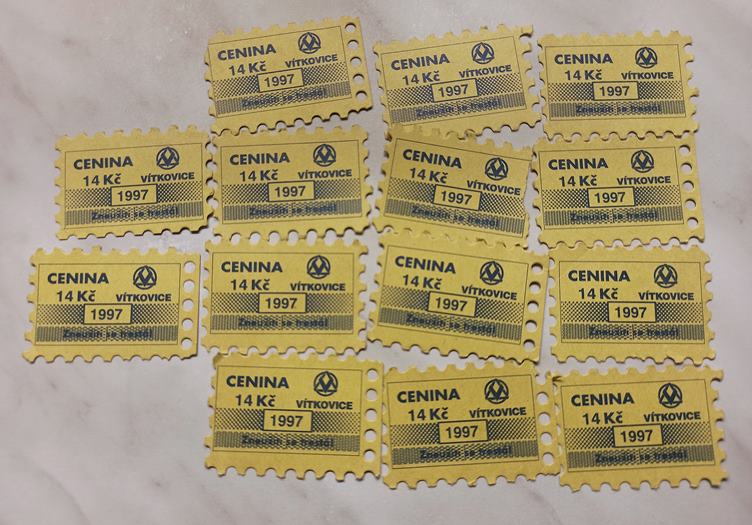 CENINA
14 Kč VÍTKOVICE
1997
Zneužití se trestá!
CENINA
14 Kč VÍTKOVICE
1997
Zneužití se trestá!
CENINA
14 Kč VÍTKOVICE
1997
Zneužití se trestá!
CENINA
14 Kč VÍTKOVICE
1997
Zneužití se trestá!
CENINA
14 Kč VÍTKOVICE
1997
Zneužití se trestá!
CENINA
14 Kč VÍTKOVICE
1997
Zneužití se trestá!
CENINA
14 Kč VÍTKOVICE
1997
Zneužití se trestá!
CENINA
14 Kč VÍTKOVICE
1997
Zneužití se trestá!
CENINA
14 Kč VÍTKOVICE
1997
Zneužití se trestá!
CENINA
14 Kč VÍTKOVICE
1997
Zneužití se trestá!
CENINA
14 Kč VÍTKOVICE
1997
Zneužití se trestá!
CENINA
14 Kč VÍTKOVICE
1997
Zneužití se trestá!
CENINA
14 Kč VÍTKOVICE
1997
Zneužití se trestá!
CENINA
14 Kč VÍTKOVICE
1997
Zneužití se trestá!